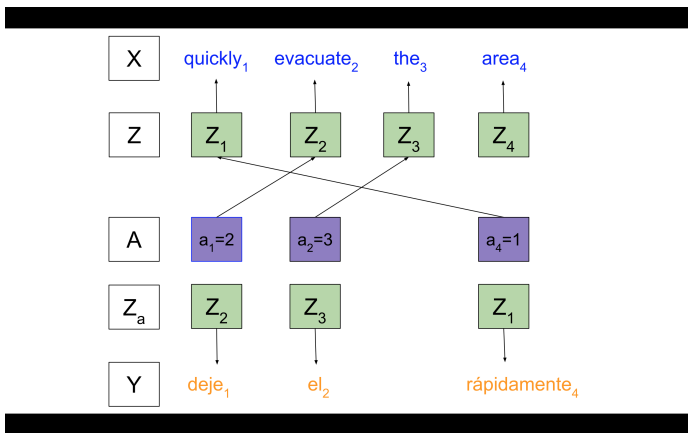 X quickly₁ evacuate₂ the₃ area₄
Z Z₁ Z₂ Z₃ Z₄
A a₁=2 a₂=3 a₄=1
Zₐ Z₂ Z₃ Z₁
Y deje₁ el₂ rápidamente₄